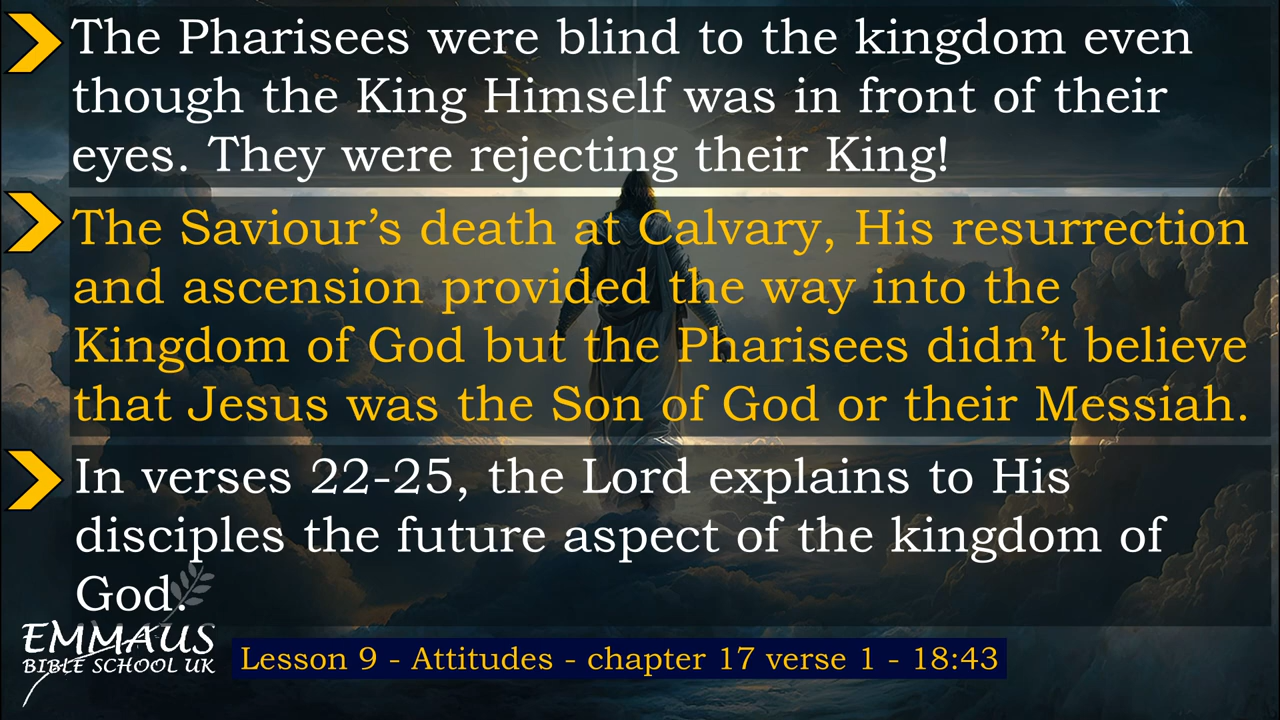 The Pharisees were blind to the kingdom even
though the King Himself was in front of their
eyes. They were rejecting their King!
The Saviour’s death at Calvary, His resurrection
and ascension provided the way into the
Kingdom of God but the Pharisees didn’t believe
that Jesus was the Son of God or their Messiah.
In verses 22-25, the Lord explains to His
disciples the future aspect of the kingdom of
God.
EMMAUS
BIBLE SCHOOL UK
Lesson 9 - Attitudes - chapter 17 verse 1 - 18:43